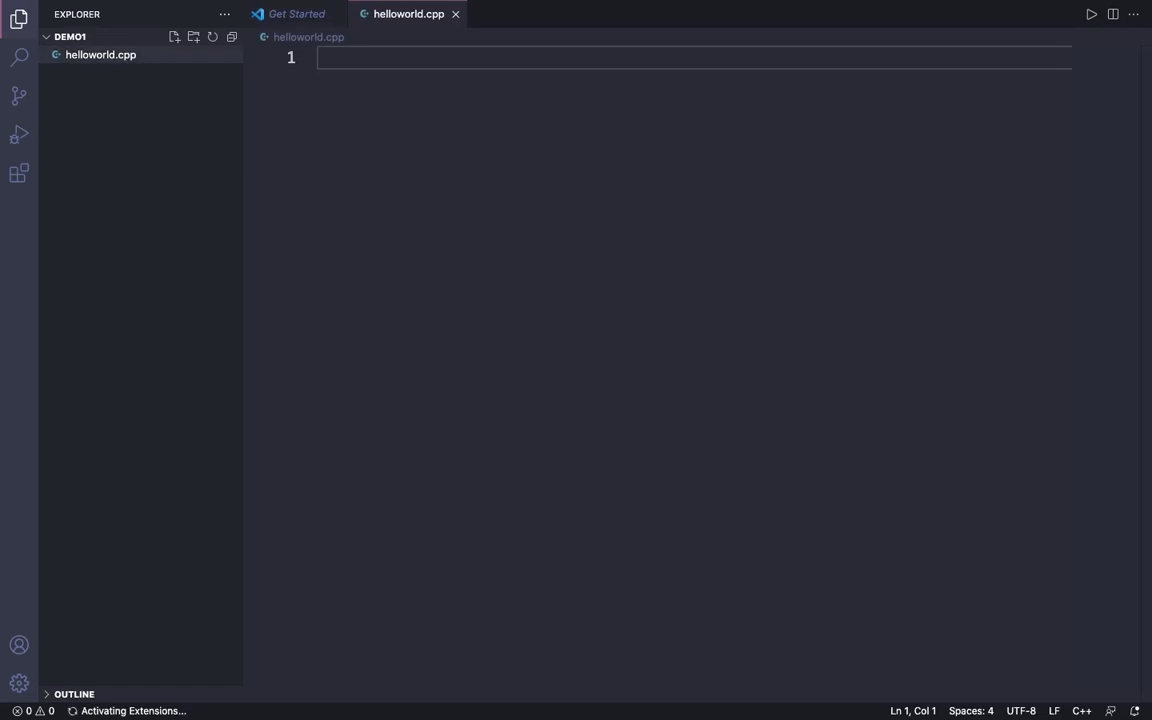 EXPLORER
Get Started
helloworld.cpp
DEMO1
helloworld.cpp
helloworld.cpp
1
OUTLINE
0 0 Activating Extensions... Ln 1, Col 1 Spaces: 4 UTF-8 LF C++